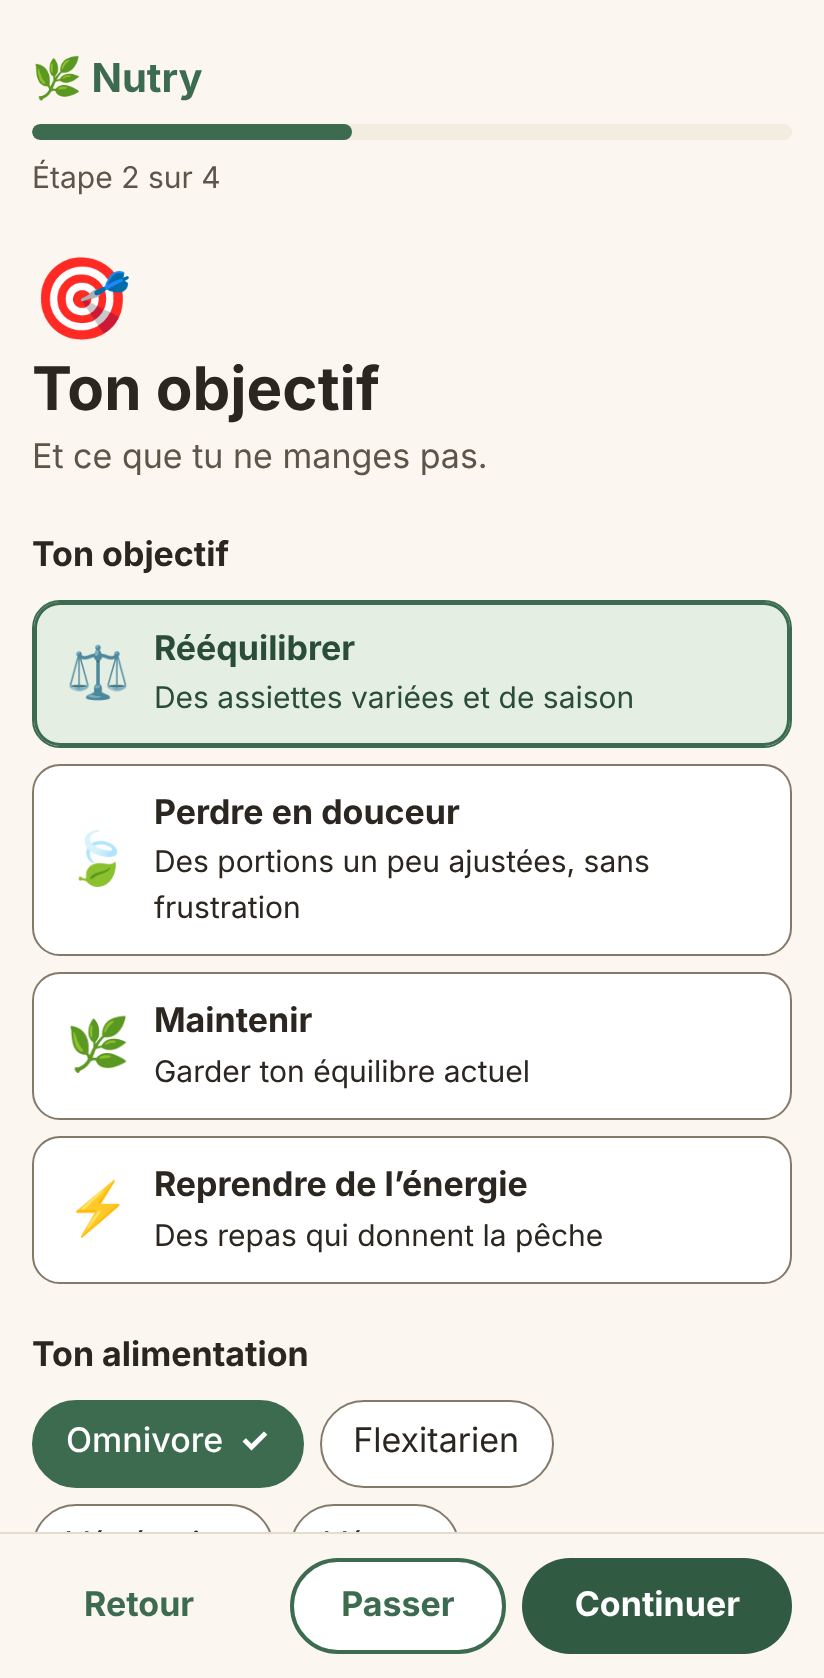 Nutry
Étape 2 sur 4
Ton objectif
Et ce que tu ne manges pas.
Ton objectif
Rééquilibrer
Des assiettes variées et de saison
Perdre en douceur
Des portions un peu ajustées, sans
frustration
Maintenir
Garder ton équilibre actuel
Reprendre de l’énergie
Des repas qui donnent la pêche
Ton alimentation
Omnivore
Flexitarien
Retour
Passer
Continuer